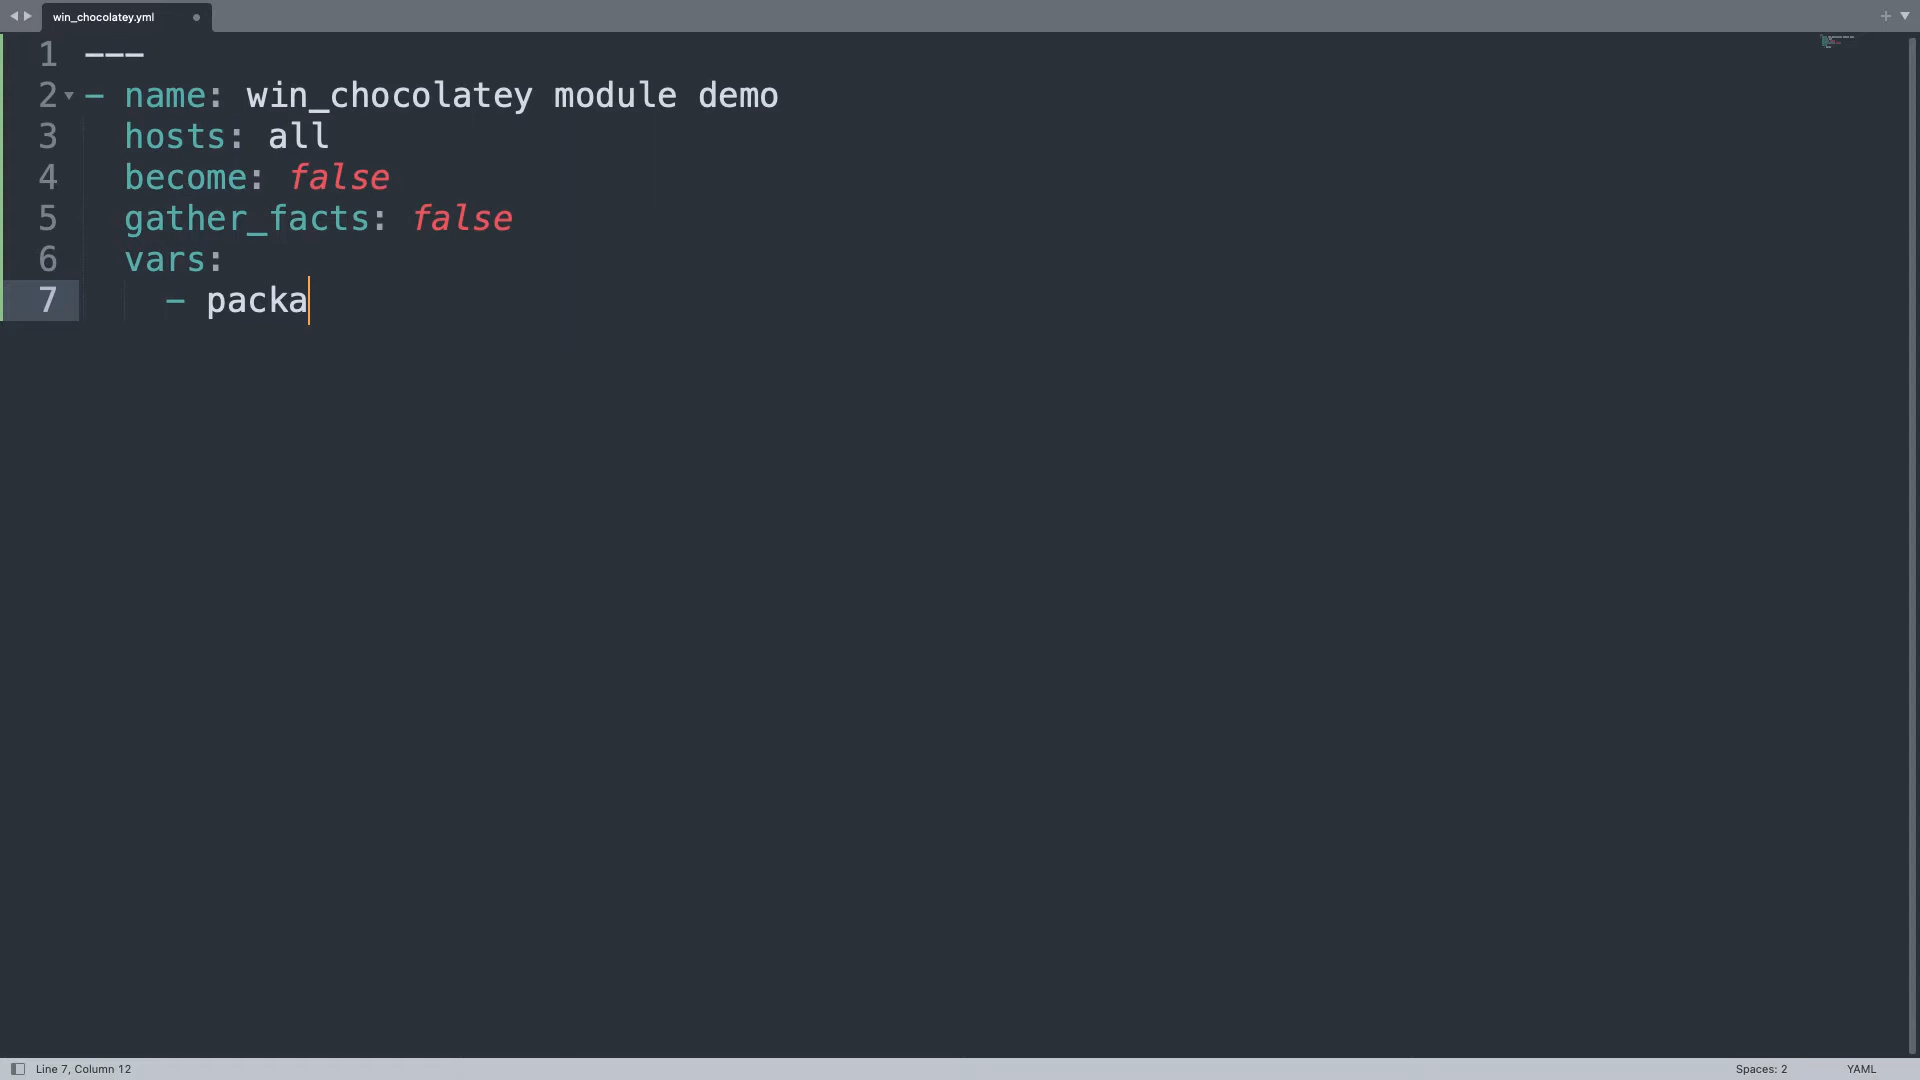 win_chocolatey.yml
1 ---
2 - name: win_chocolatey module demo
3 hosts: all
4 become: false
5 gather_facts: false
6 vars:
7 - packa
Line 7, Column 12
Spaces: 2
YAML